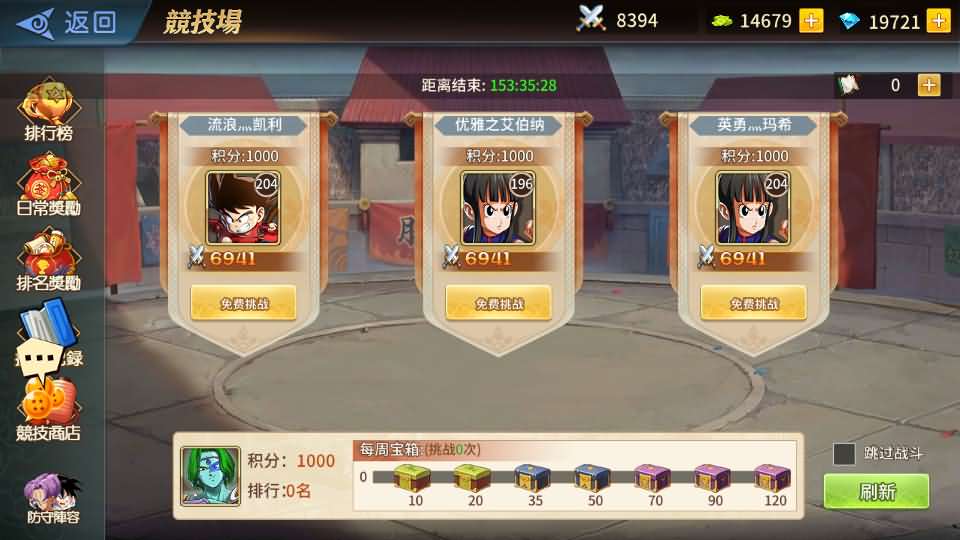 返回
競技場
8394
14679
19721
距离结束: 153:35:28
0
排行榜
日常獎勵
排名獎勵
錄
競技商店
防守陣容
流浪灬凯利
积分:1000
204
6941
免费挑战
优雅之艾伯纳
积分:1000
196
6941
免费挑战
英勇灬玛希
积分:1000
204
6941
免费挑战
积分: 1000
排行:0名
每周宝箱:(挑战0次)
0
10
20
35
50
70
90
120
跳过战斗
刷新